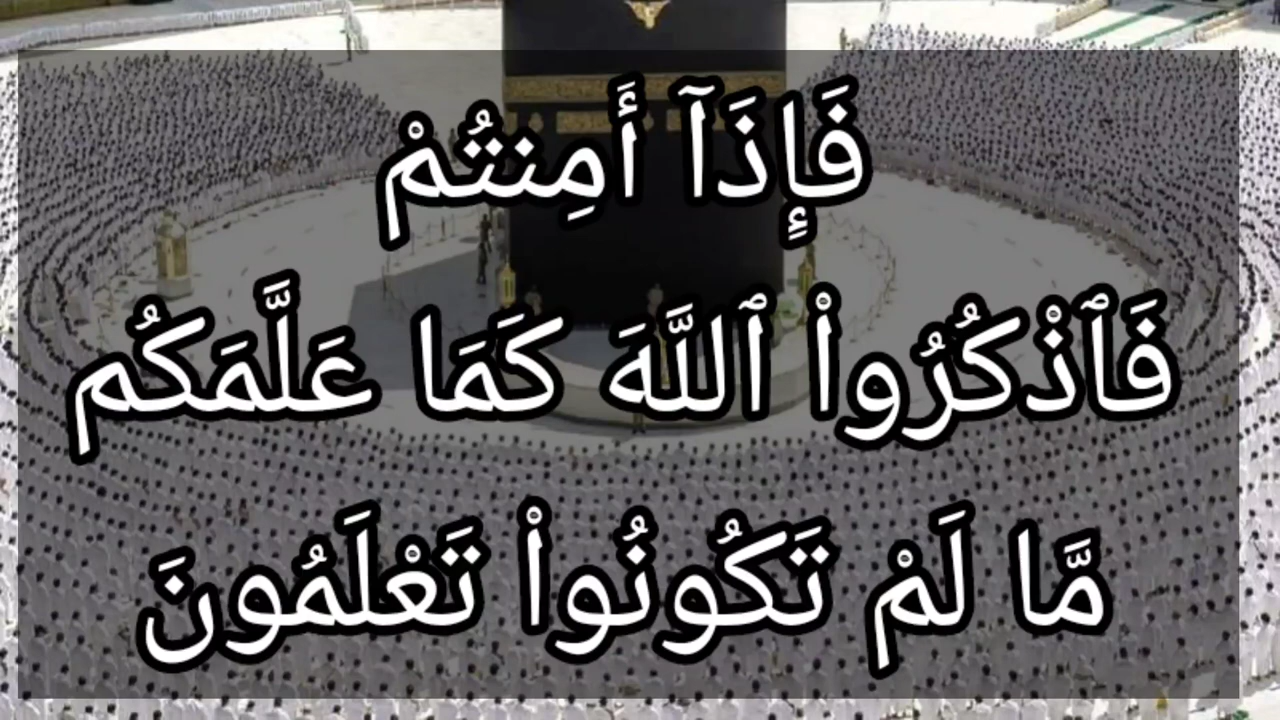 فَإِذَآ أَمِنتُمْ
فَٱذْكُرُوا۟ ٱللَّهَ كَمَا عَلَّمَكُم
مَّا لَمْ تَكُونُوا۟ تَعْلَمُونَ